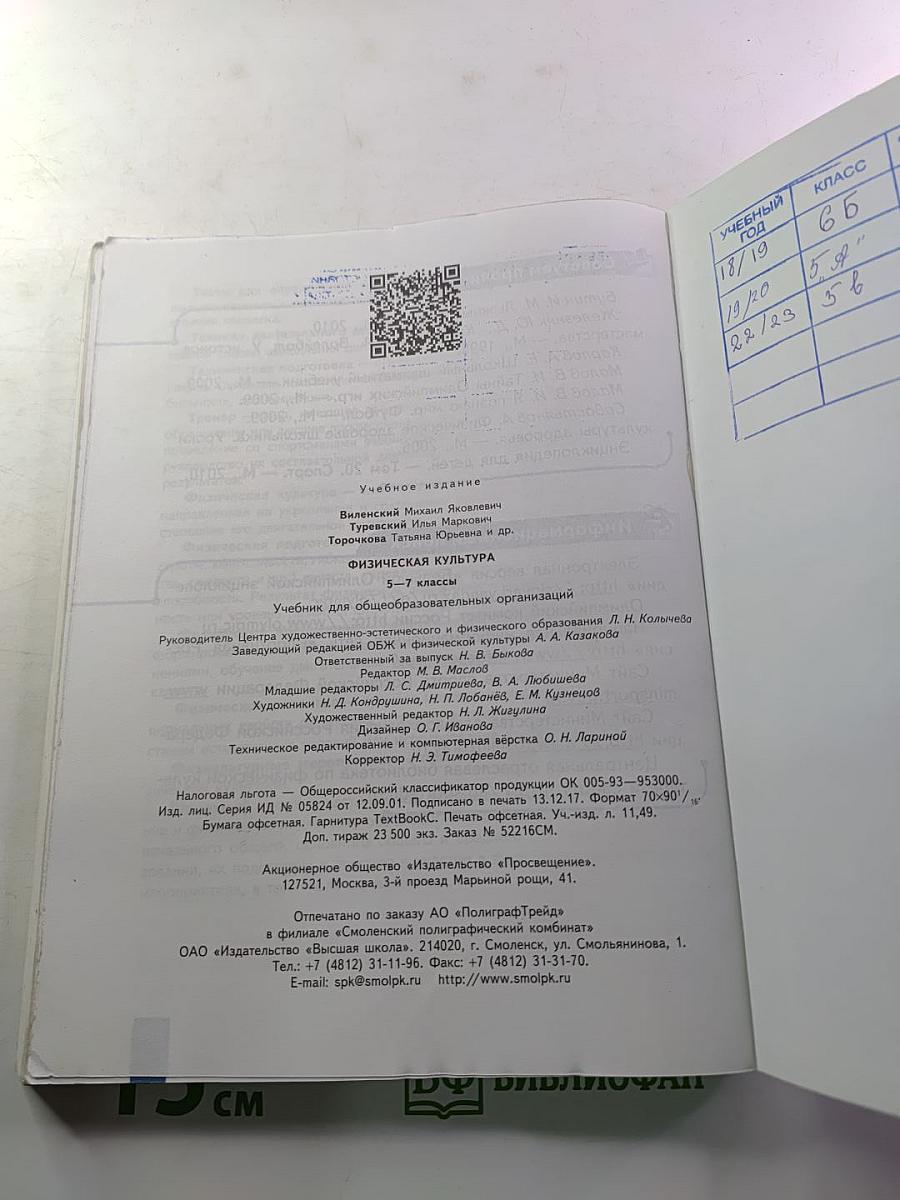 Учебное издание
Виленский Михаил Яковлевич
Туревский Илья Маркович
Торочкова Татьяна Юрьевна и др.
ФИЗИЧЕСКАЯ КУЛЬТУРА
5—7 классы
Учебник для общеобразовательных организаций
Руководитель Центра художественно-эстетического и физического образования Л. Н. Колычева
Заведующий редакцией ОБЖ и физической культуры А. А. Казакова
Ответственный за выпуск Н. В. Быкова
Редактор М. В. Маслов
Младшие редакторы Л. С. Дмитриева, В. А. Любишева
Художники Н. Д. Кондрушина, Н. П. Лобанёв, Е. М. Кузнецов
Художественный редактор Н. Л. Жигулина
Дизайнер О. Г. Иванова
Техническое редактирование и компьютерная вёрстка О. Н. Лариной
Корректор Н. Э. Тимофеева
Налоговая льгота — Общероссийский классификатор продукции ОК 005-93—953000.
Изд. лиц. Серия ИД № 05824 от 12.09.01. Подписано в печать 13.12.17. Формат 70×90 1/16.
Бумага офсетная. Гарнитура TextBookC. Печать офсетная. Уч.-изд. л. 11,49.
Доп. тираж 23 500 экз. Заказ № 52216СМ.
Акционерное общество «Издательство «Просвещение».
127521, Москва, 3-й проезд Марьиной рощи, 41.
Отпечатано по заказу АО «ПолиграфТрейд»
в филиале «Смоленский полиграфический комбинат»
ОАО «Издательство «Высшая школа». 214020, г. Смоленск, ул. Смольянинова, 1.
Тел.: +7 (4812) 31-11-96. Факс: +7 (4812) 31-31-70.
E-mail: spk@smolpk.ru http://www.smolpk.ru
УЧЕБНЫЙ ГОД КЛАСС
18/19 6Б
19/20 5„А"
22/23 5в
15 см БФ БИБЛИОФАН